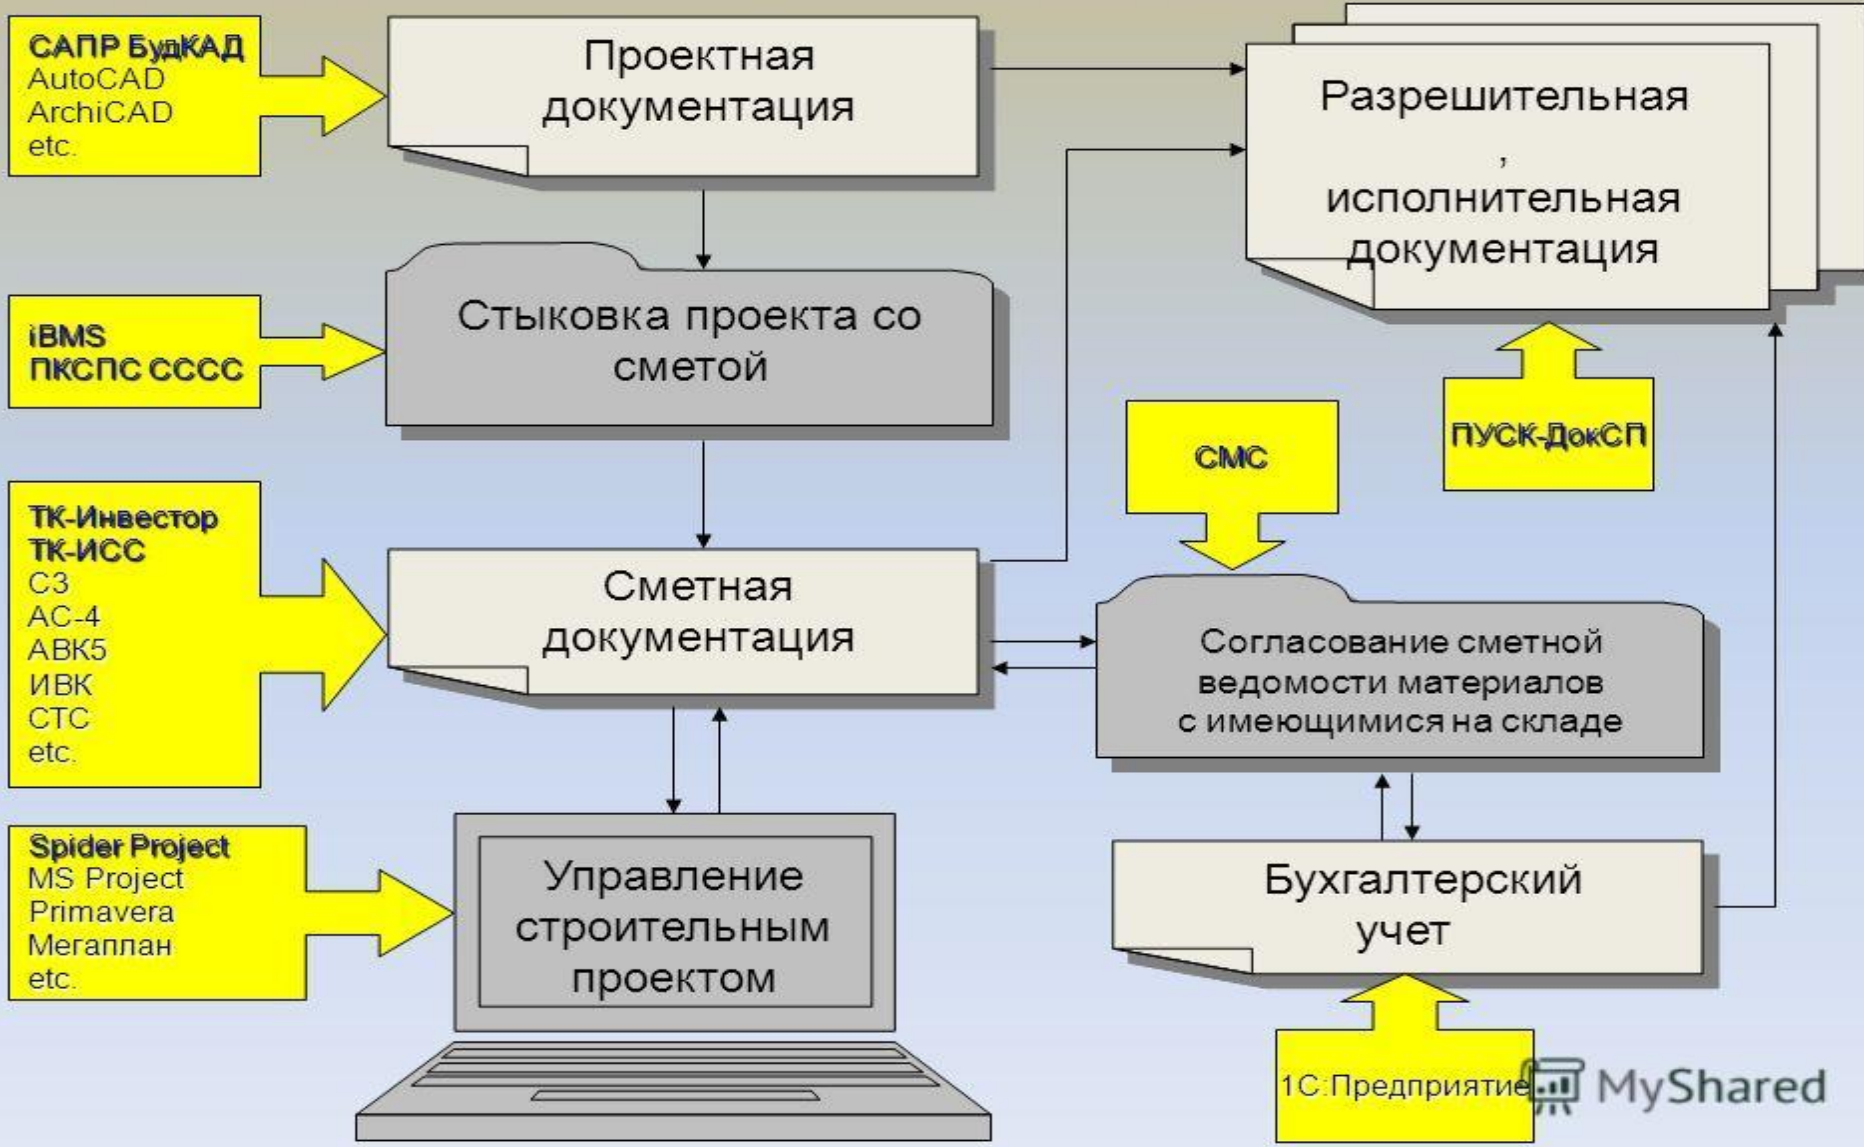 САПР БудКАД
AutoCAD
ArchiCAD
etc.
Проектная
документация
Разрешительная
,
исполнительная
документация
iBMS
ПКСПС СССС
Стыковка проекта со
сметой
ПУСК-ДокСП
СМС
ТК-Инвестор
ТК-ИСС
С3
АС-4
АВК5
ИВК
СТС
etc.
Сметная
документация
Согласование сметной
ведомости материалов
с имеющимися на складе
Spider Project
MS Project
Primavera
Мегаплан
etc.
Управление
строительным
проектом
Бухгалтерский
учет
1С:Предприятие
MyShared